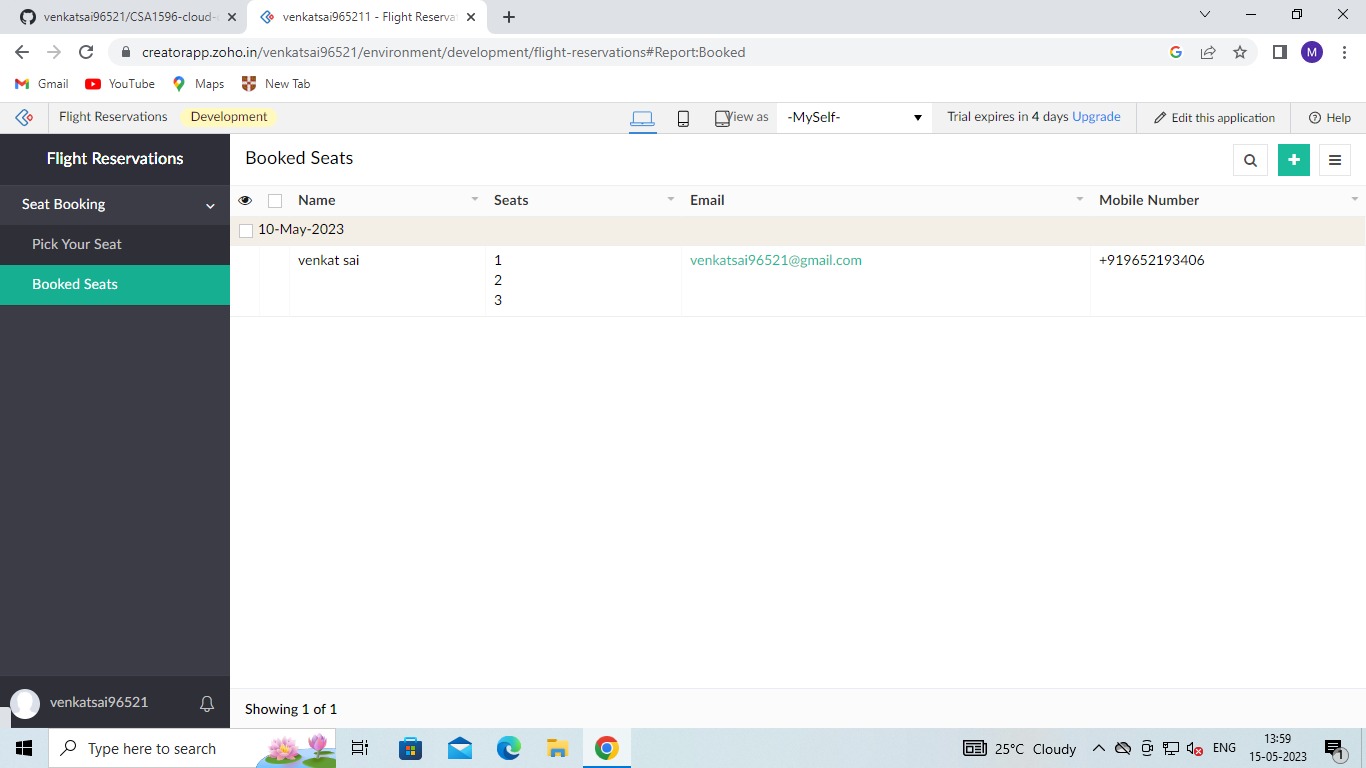 venkatsai96521/CSA1596-cloud-
venkatsai965211 - Flight Reserva
creatorapp.zoho.in/venkatsai96521/environment/development/flight-reservations#Report:Booked
M
Gmail YouTube Maps New Tab
Flight Reservations Development View as -MySelf- Trial expires in 4 days Upgrade Edit this application Help
Flight Reservations
Booked Seats
Seat Booking
Pick Your Seat
Booked Seats
Name Seats Email Mobile Number
10-May-2023
venkat sai 1 venkatsai96521@gmail.com +919652193406
2
3
venkatsai96521
Showing 1 of 1
Type here to search
25°C Cloudy
ENG
13:59
15-05-2023
1